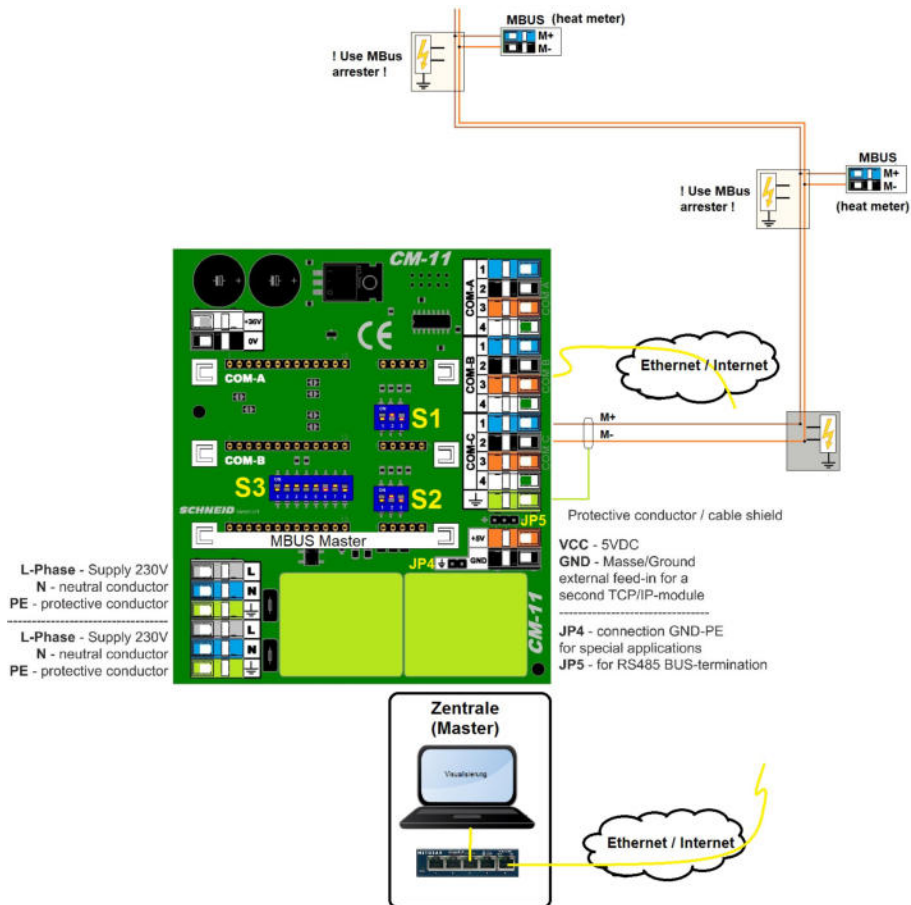 MBUS (heat meter)
M+
M-
! Use MBus
arrester !
MBUS
M+
M-
(heat meter)
! Use MBus
arrester !
CM-11
+36V
0V
COM-A
1
2
3
4
COM-A
COM-B
1
2
3
4
COM-B
COM-C
1
2
3
4
COM-C
COM-A
S1
COM-B
S3
S2
SCHNEID
MBUS Master
JP5
+5V
GND
JP4
CM-11
L
N
L
N
Ethernet / Internet
M+
M-
Protective conductor / cable shield
VCC - 5VDC
GND - Masse/Ground
external feed-in for a
second TCP/IP-module
JP4 - connection GND-PE
for special applications
JP5 - for RS485 BUS-termination
L-Phase - Supply 230V
N - neutral conductor
PE - protective conductor
L-Phase - Supply 230V
N - neutral conductor
PE - protective conductor
Zentrale
(Master)
Visualisierung
NETGEAR
Ethernet / Internet